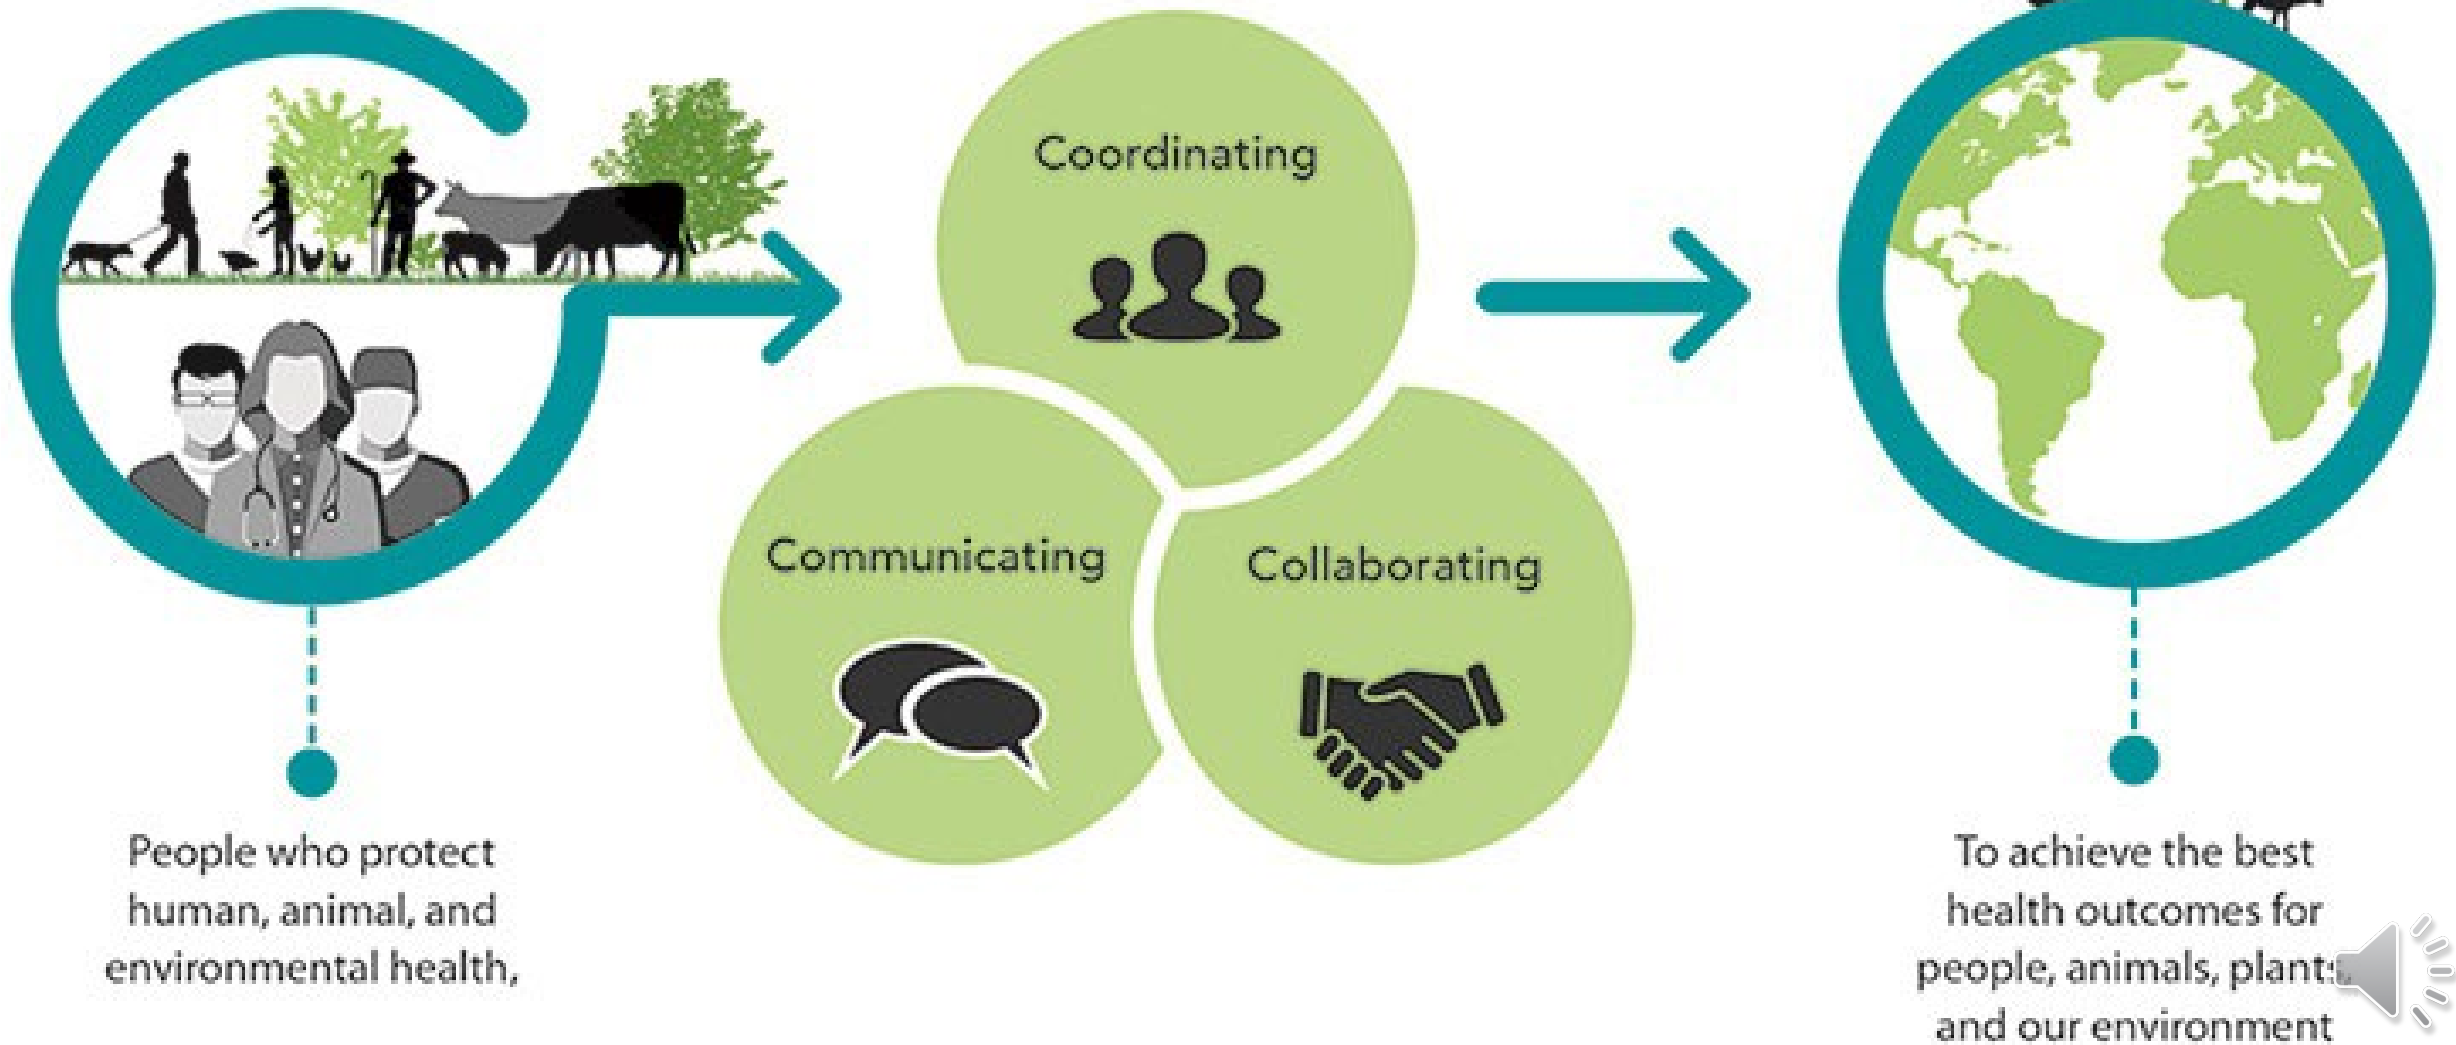 Coordinating
Communicating
Collaborating
People who protect
human, animal, and
environmental health,
To achieve the best
health outcomes for
people, animals, plants,
and our environment